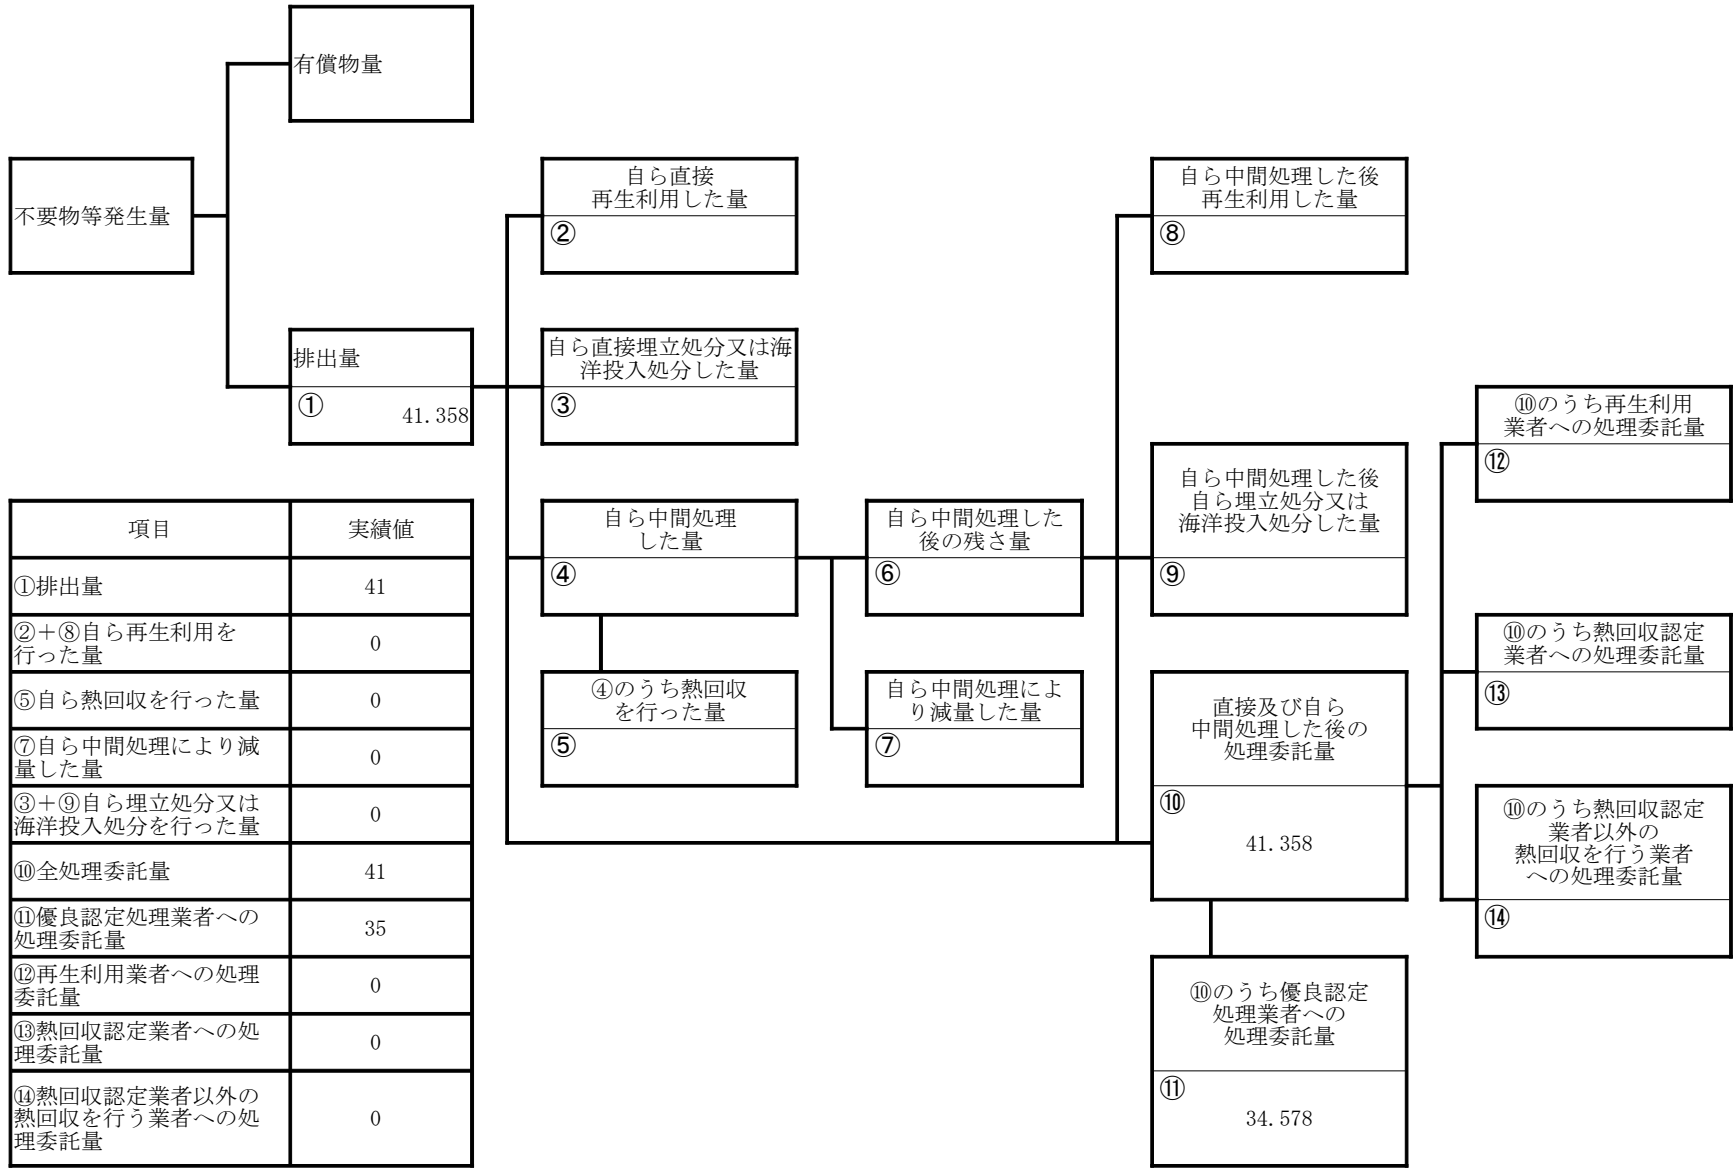 有償物量
不要物等発生量
自ら直接
再生利用した量
②
自ら中間処理した後
再生利用した量
⑧
排出量
①
41.358
自ら直接埋立処分又は海
洋投入処分した量
③
⑩のうち再生利用
業者への処理委託量
⑫
自ら中間処理
した量
④
自ら中間処理した
後の残さ量
⑥
自ら中間処理した後
自ら埋立処分又は
海洋投入処分した量
⑨
⑩のうち熱回収認定
業者への処理委託量
⑬
④のうち熱回収
を行った量
⑤
自ら中間処理によ
り減量した量
⑦
直接及び自ら
中間処理した後の
処理委託量
⑩
41.358
⑩のうち熱回収認定
業者以外の
熱回収を行う業者
への処理委託量
⑭
⑩のうち優良認定
処理業者への
処理委託量
⑪
34.578
項目 実績値
①排出量 41
②+⑧自ら再生利用を
行った量 0
⑤自ら熱回収を行った量 0
⑦自ら中間処理により減
量した量 0
③+⑨自ら埋立処分又は
海洋投入処分を行った量 0
⑩全処理委託量 41
⑪優良認定処理業者への
処理委託量 35
⑫再生利用業者への処理
委託量 0
⑬熱回収認定業者への処
理委託量 0
⑭熱回収認定業者以外の
熱回収を行う業者への処
理委託量 0